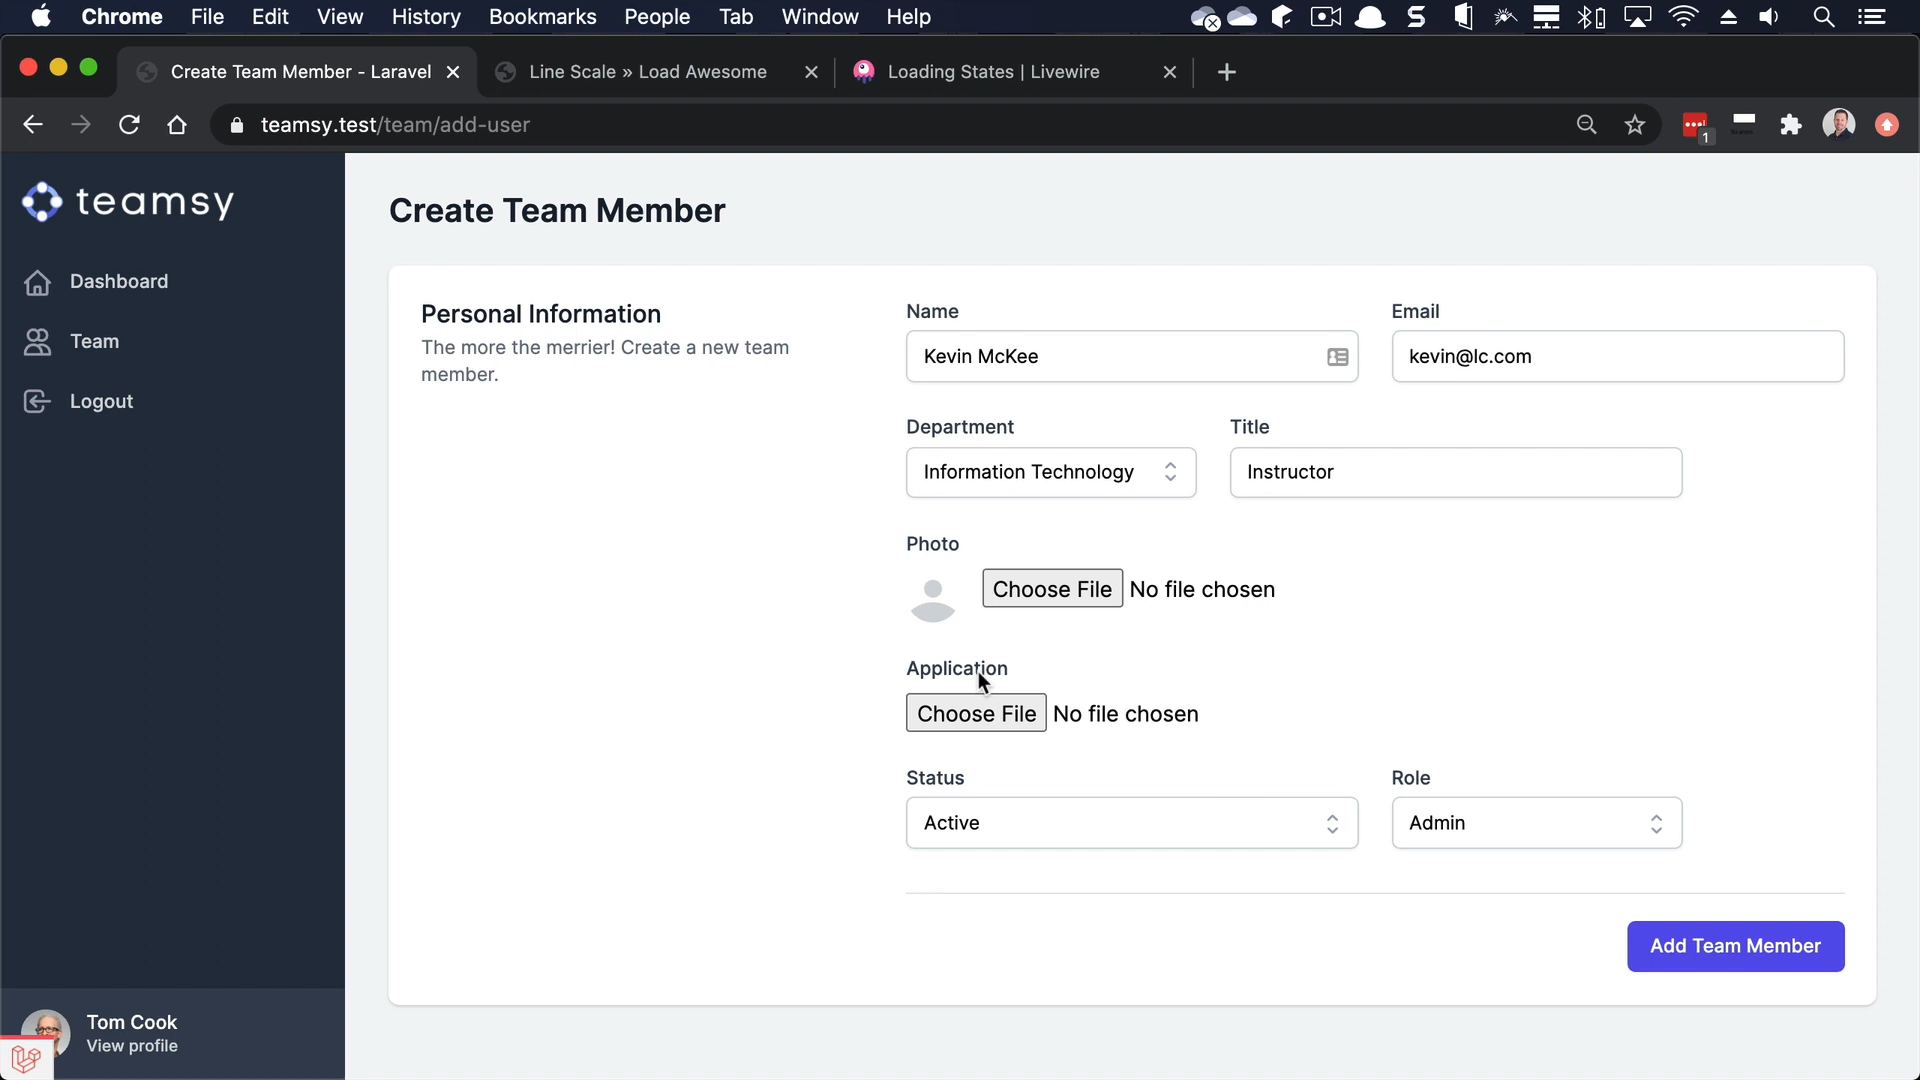 Chrome File Edit View History Bookmarks People Tab Window Help
Create Team Member - Laravel
Line Scale » Load Awesome
Loading States | Livewire
teamsy.test/team/add-user
1
teamsy
Dashboard
Team
Logout
Create Team Member
Personal Information
The more the merrier! Create a new team
member.
Name
Kevin McKee
Email
kevin@lc.com
Department
Information Technology
Title
Instructor
Photo
Choose File No file chosen
Application
Choose File No file chosen
Status
Active
Role
Admin
Add Team Member
Tom Cook
View profile